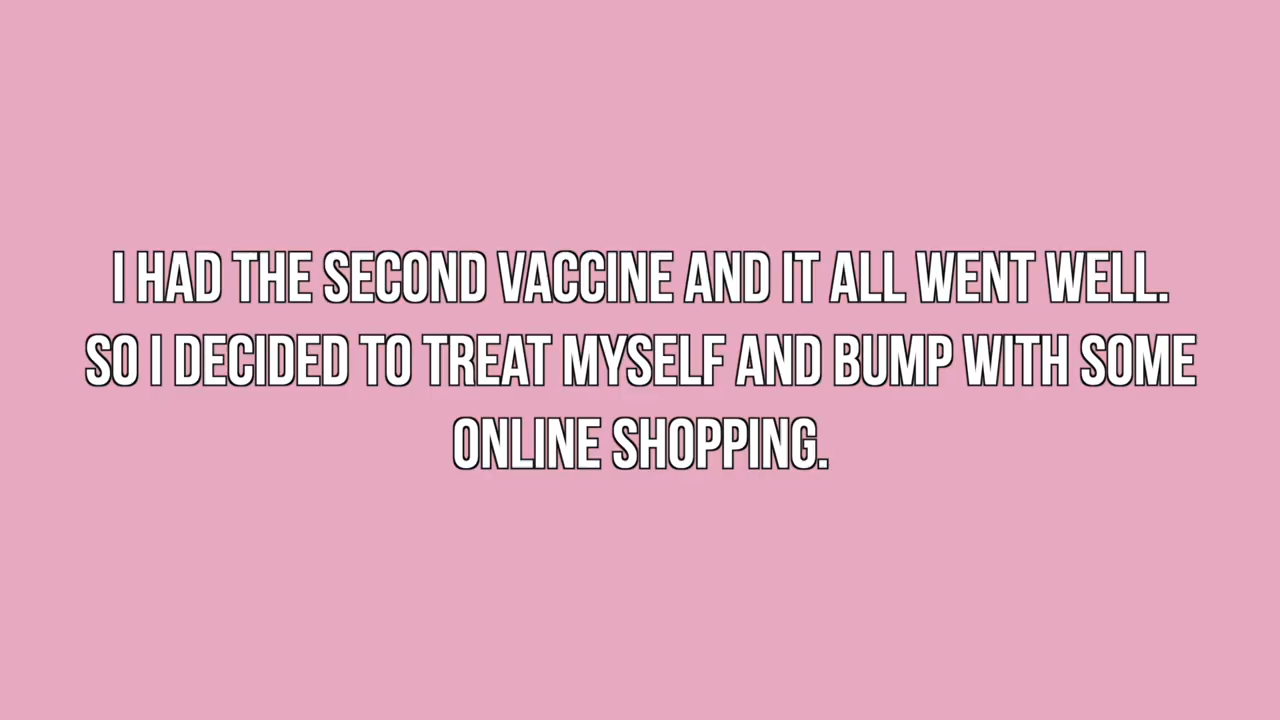 I HAD THE SECOND VACCINE AND IT ALL WENT WELL.
SO I DECIDED TO TREAT MYSELF AND BUMP WITH SOME
ONLINE SHOPPING.